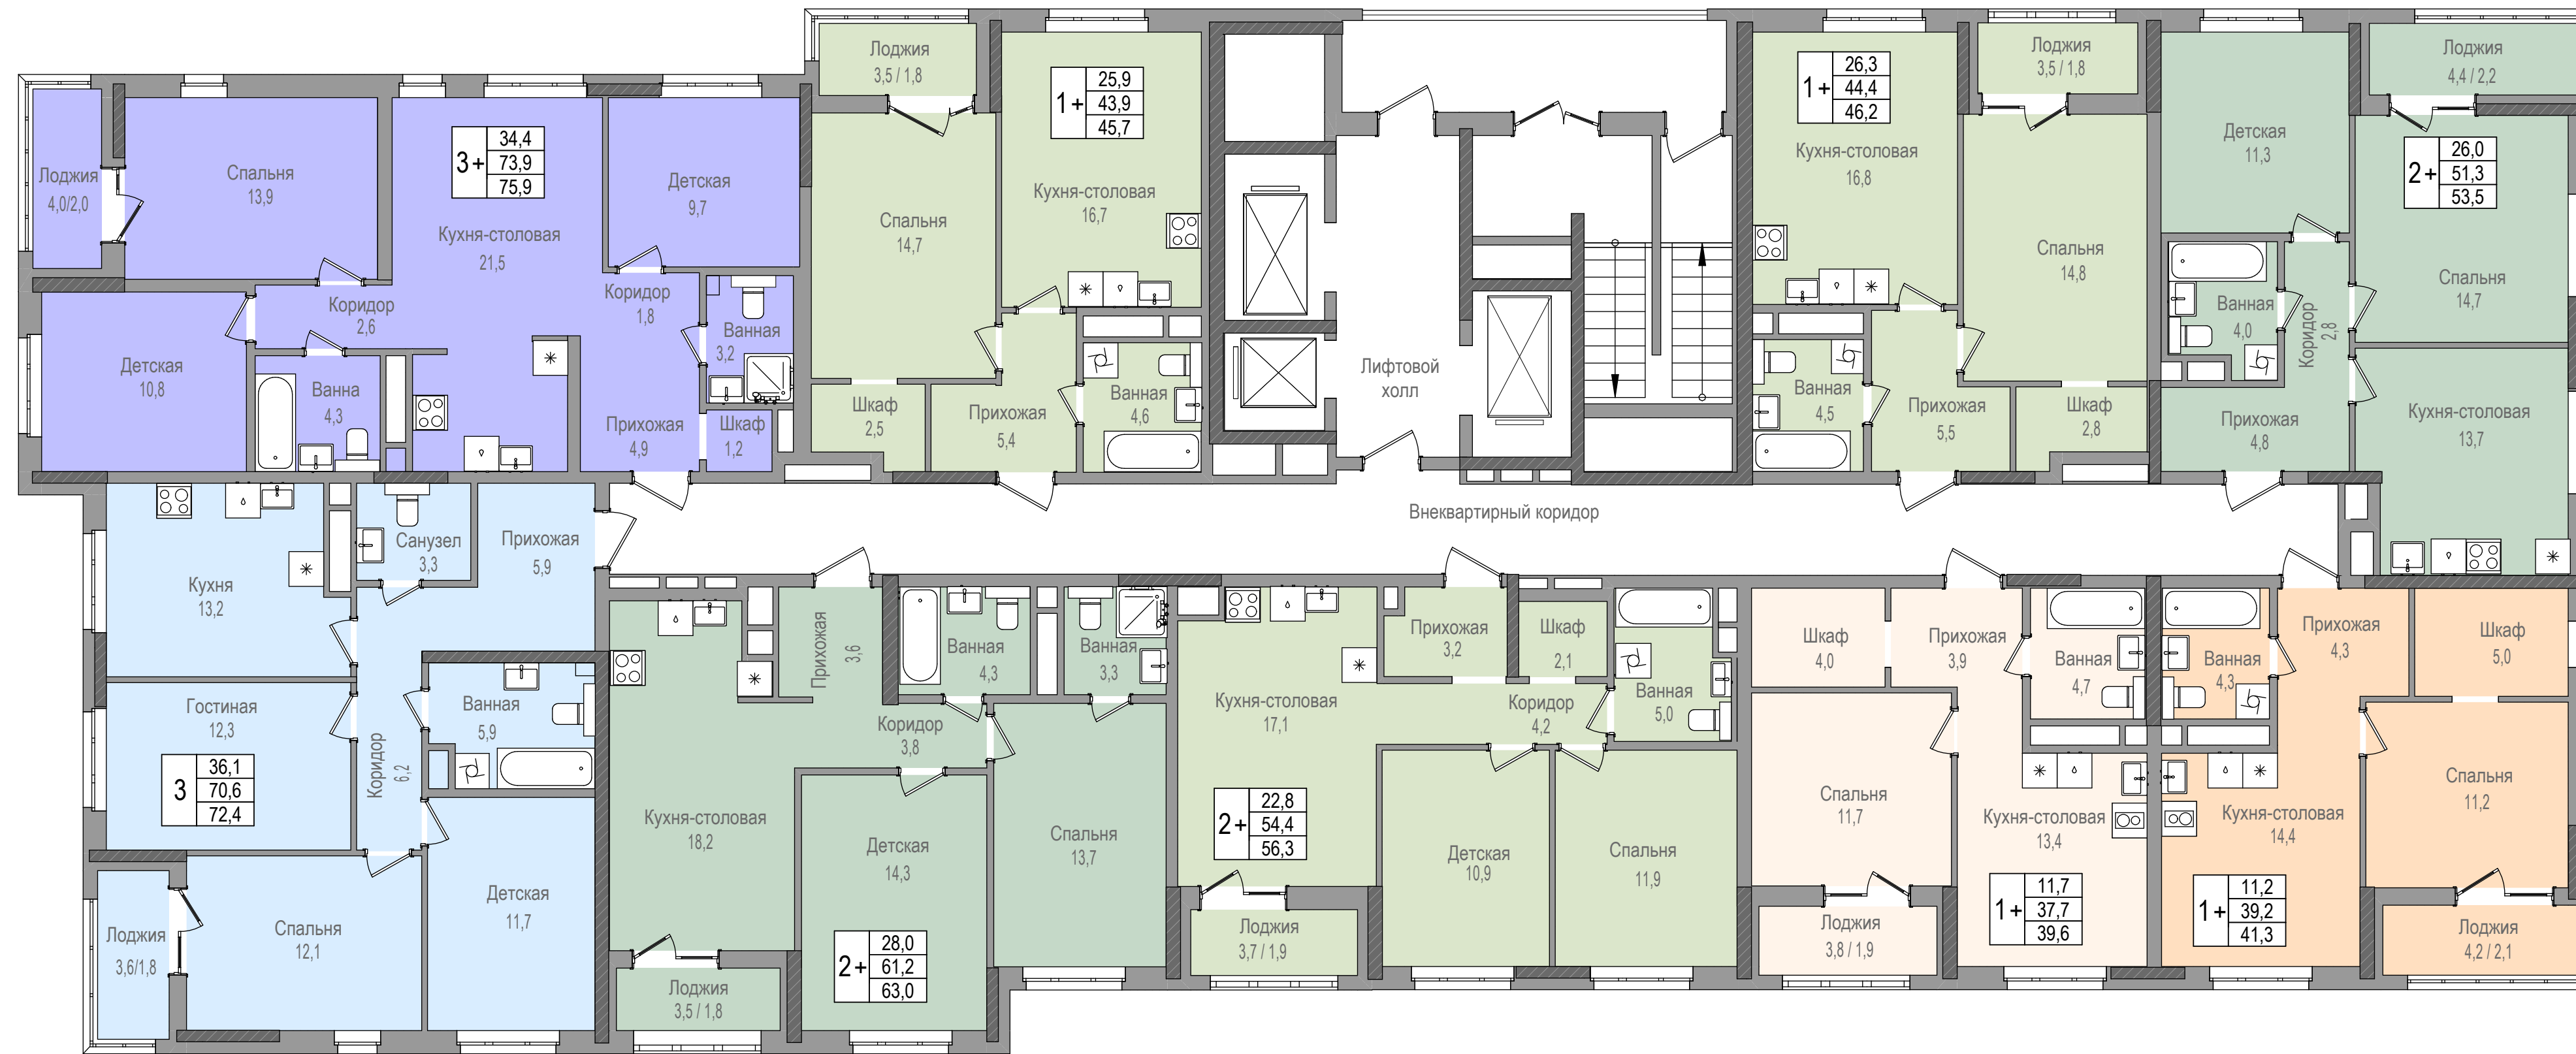 Лоджия
4,0/2,0
Спальня
13,9
3+
34,4
73,9
75,9
Кухня-столовая
21,5
Детская
9,7
Коридор
2,6
Коридор
1,8
Детская
10,8
Ванна
4,3
Ванная
3,2
Прихожая
4,9
Шкаф
1,2
Лоджия
3,5 / 1,8
Спальня
14,7
1+
25,9
43,9
45,7
Кухня-столовая
16,7
Шкаф
2,5
Прихожая
5,4
Ванная
4,6
Лифтовой
холл
1+
26,3
44,4
46,2
Кухня-столовая
16,8
Лоджия
3,5 / 1,8
Спальня
14,8
Ванная
4,5
Прихожая
5,5
Шкаф
2,8
Детская
11,3
Лоджия
4,4 / 2,2
2+
26,0
51,3
53,5
Спальня
14,7
Ванная
4,0
Коридор
2,8
Прихожая
4,8
Кухня-столовая
13,7
Внеквартирный коридор
Кухня
13,2
Санузел
3,3
Прихожая
5,9
Гостиная
12,3
3
36,1
70,6
72,4
Коридор
6,2
Ванная
5,9
Лоджия
3,6/1,8
Спальня
12,1
Детская
11,7
Прихожая
3,6
Ванная
4,3
Ванная
3,3
Коридор
3,8
Кухня-столовая
18,2
Детская
14,3
Спальня
13,7
2+
28,0
61,2
63,0
Лоджия
3,5 / 1,8
Кухня-столовая
17,1
Прихожая
3,2
Шкаф
2,1
Коридор
4,2
Ванная
5,0
2+
22,8
54,4
56,3
Детская
10,9
Спальня
11,9
Лоджия
3,7 / 1,9
Шкаф
4,0
Прихожая
3,9
Ванная
4,7
Спальня
11,7
Кухня-столовая
13,4
1+
11,7
37,7
39,6
Лоджия
3,8 / 1,9
Ванная
4,3
Прихожая
4,3
Шкаф
5,0
Кухня-столовая
14,4
Спальня
11,2
1+
11,2
39,2
41,3
Лоджия
4,2 / 2,1